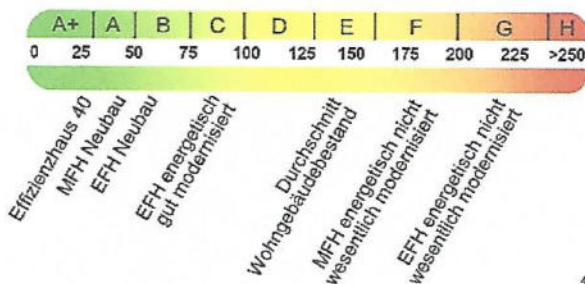 A+ A B C D E F G H
0 25 50 75 100 125 150 175 200 225 >250
Effizienzhaus 40
MFH Neubau
EFH Neubau
EFH energetisch
gut modernisiert
Durchschnitt
Wohngebäudebestand
MFH energetisch nicht
wesentlich modernisiert
EFH energetisch nicht
wesentlich modernisiert